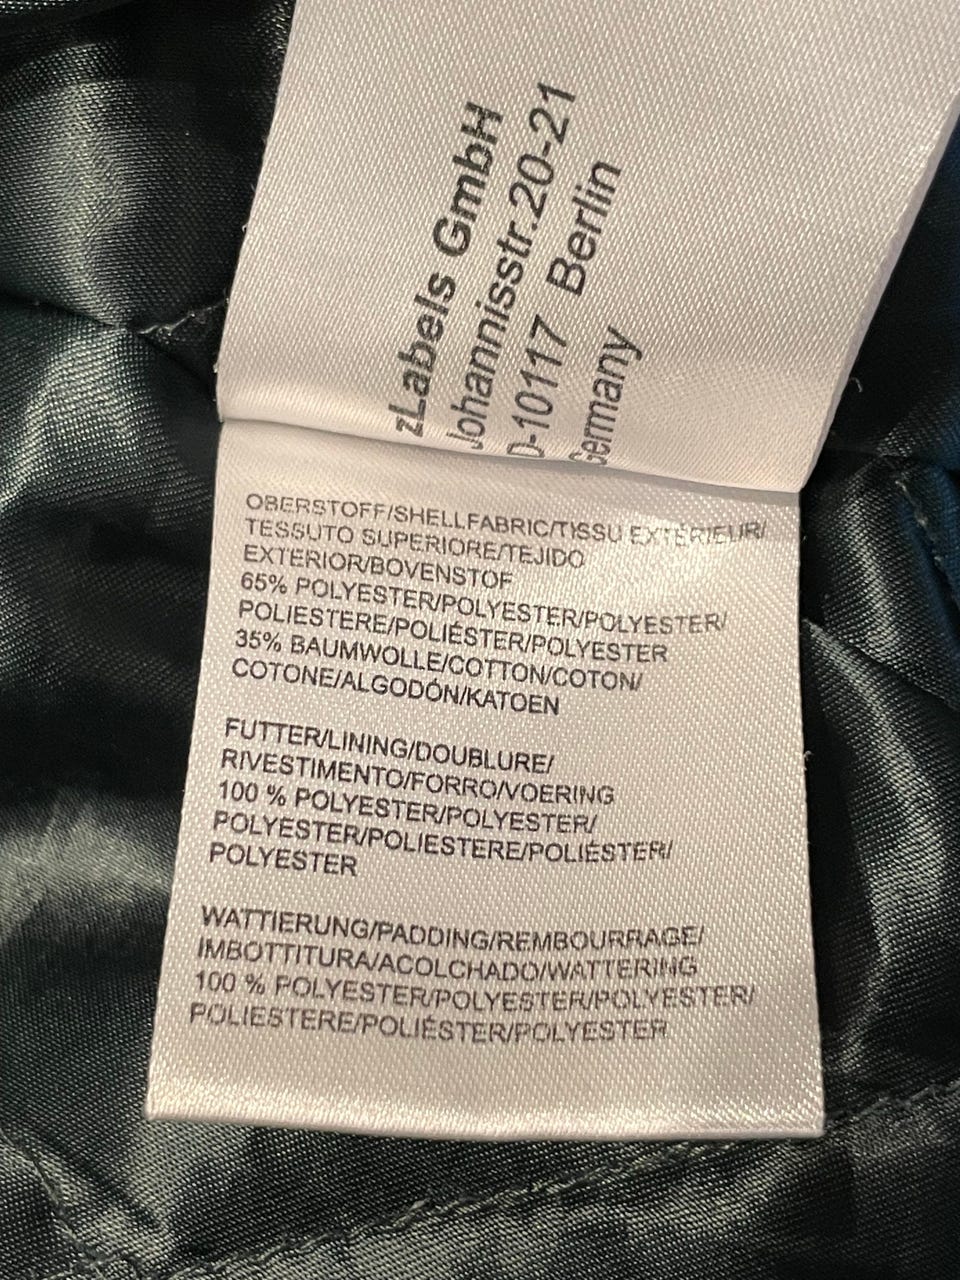 zLabels GmbH
Johannisstr.20-21
D-10117 Berlin
Germany
OBERSTOFF/SHELLFABRIC/TISSU EXTÉRIEUR/
TESSUTO SUPERIORE/TEJIDO
EXTERIOR/BOVENSTOF
65% POLYESTER/POLYESTER/POLYESTER/
POLIESTERE/POLIÉSTER/POLYESTER
35% BAUMWOLLE/COTTON/COTON/
COTONE/ALGODÓN/KATOEN
FUTTER/LINING/DOUBLURE/
RIVESTIMENTO/FORRO/VOERING
100 % POLYESTER/POLYESTER/
POLYESTER/POLIESTERE/POLIÉSTER/
POLYESTER
WATTIERUNG/PADDING/REMBOURRAGE/
IMBOTTITURA/ACOLCHADO/WATTERING
100 % POLYESTER/POLYESTER/POLYESTER/
POLIESTERE/POLIÉSTER/POLYESTER